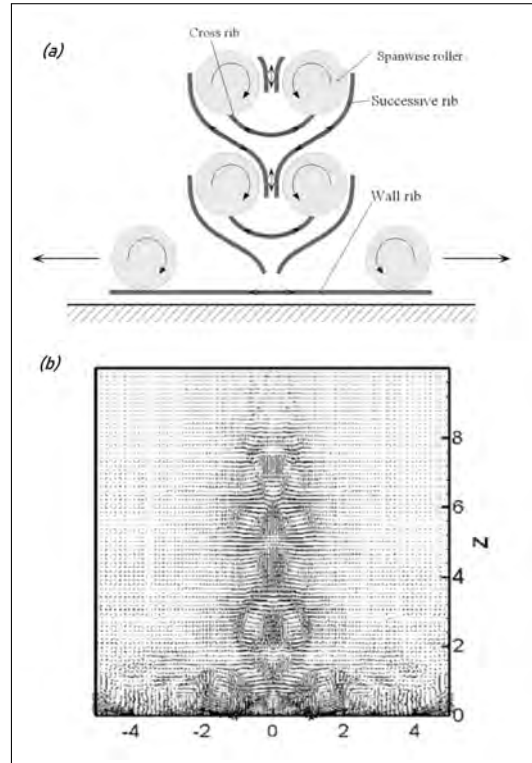 (a)
Cross rib
Spanwise roller
Successive rib
Wall rib
(b)
8
6
4
2
0
Z
-4 -2 0 2 4